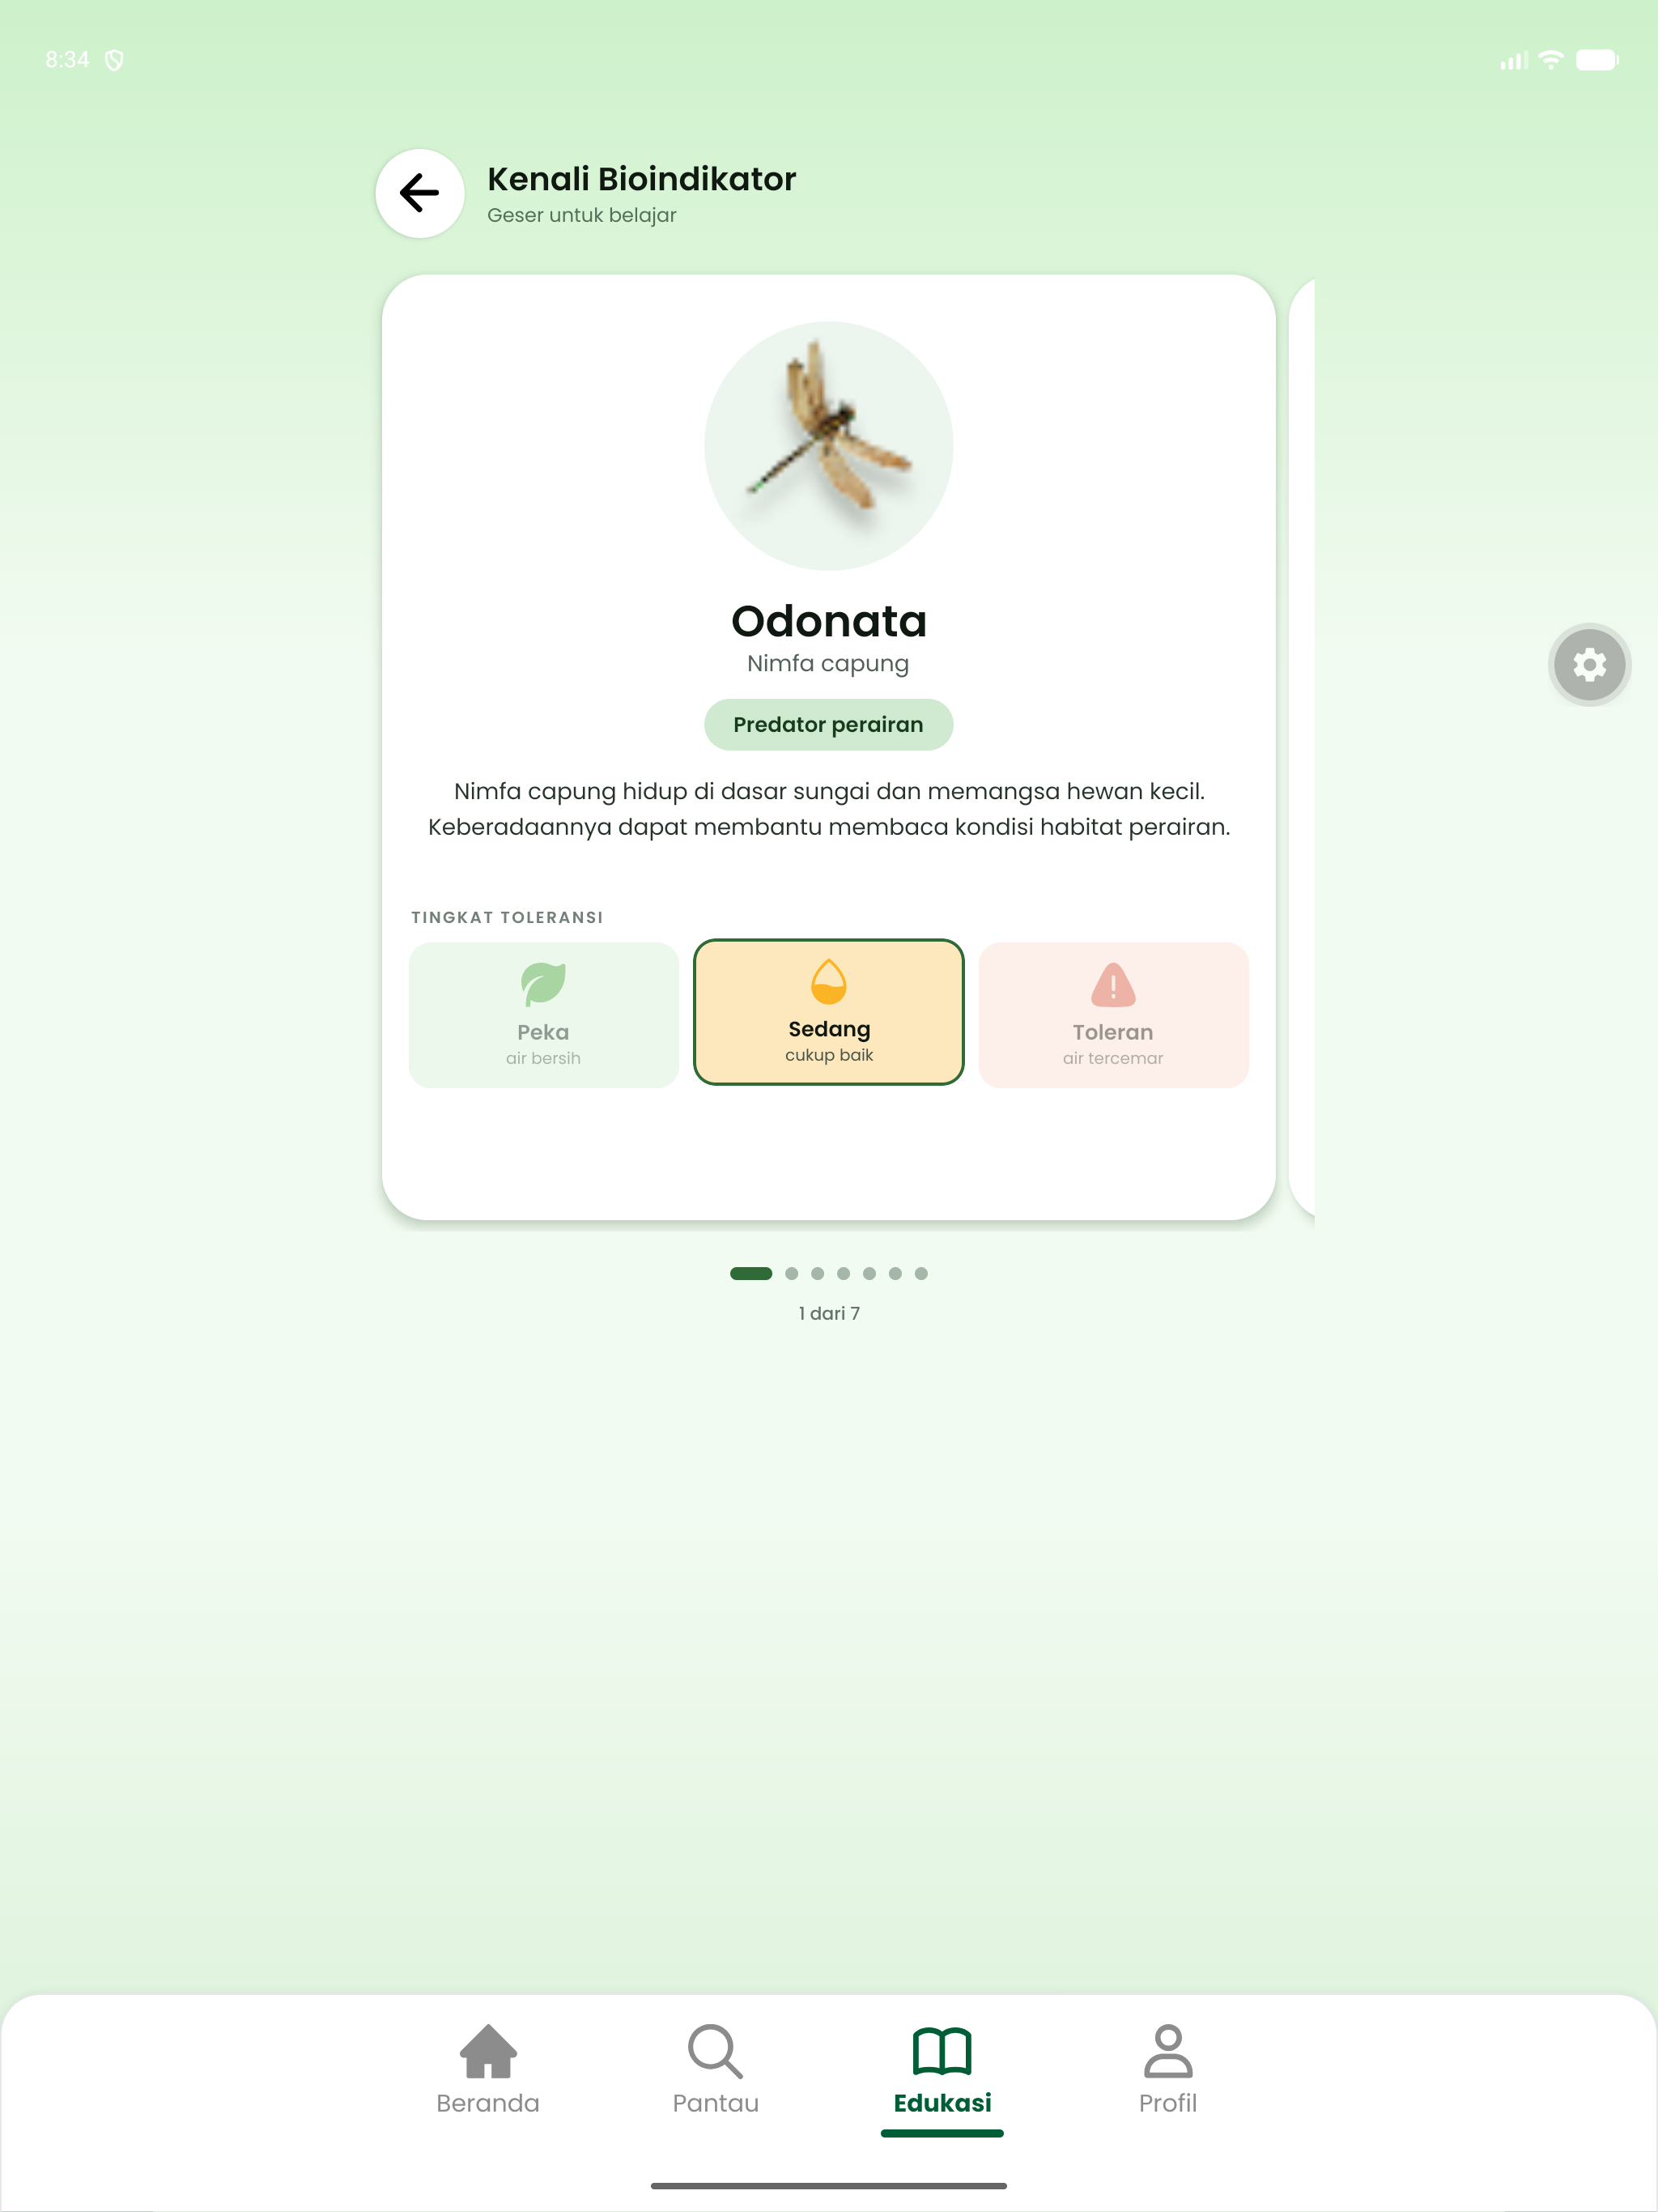 8:34
Kenali Bioindikator
Geser untuk belajar
Odonata
Nimfa capung
Predator perairan
Nimfa capung hidup di dasar sungai dan memangsa hewan kecil.
Keberadaannya dapat membantu membaca kondisi habitat perairan.
TINGKAT TOLERANSI
Peka
air bersih
Sedang
cukup baik
Toleran
air tercemar
1 dari 7
Beranda
Pantau
Edukasi
Profil